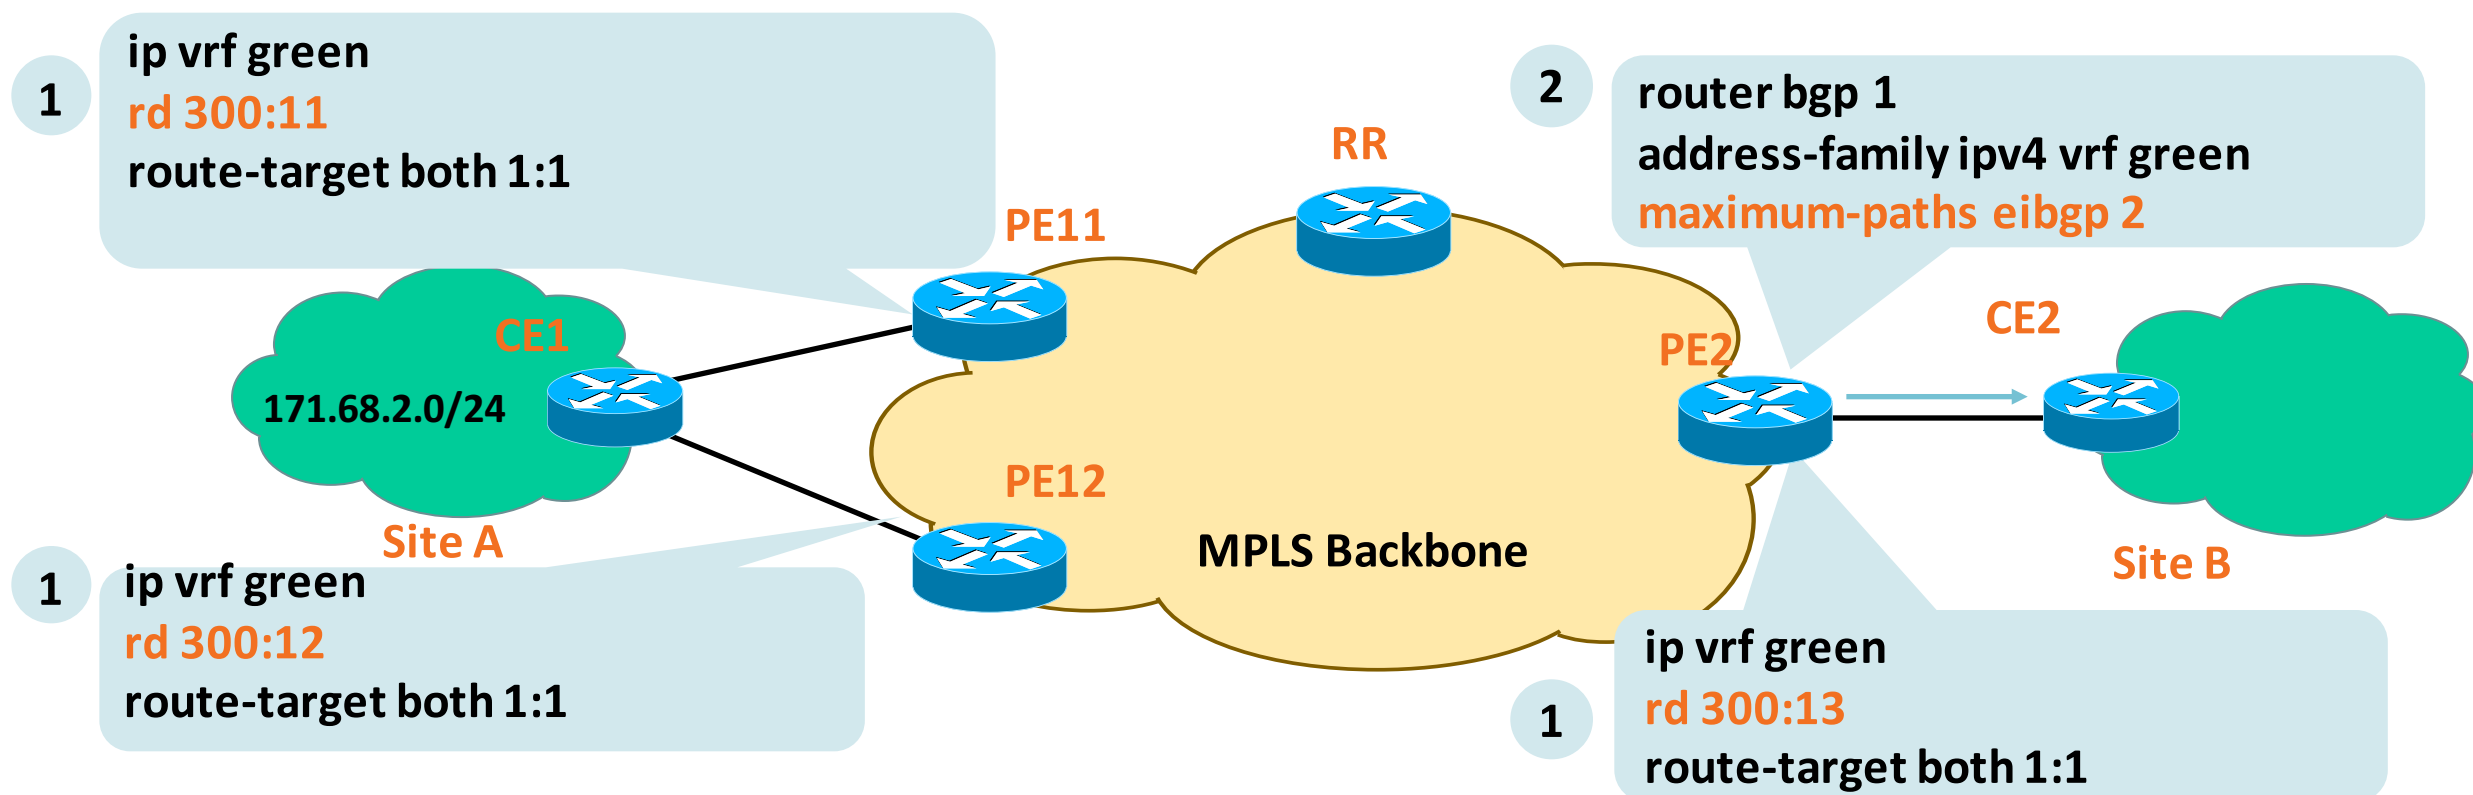 1
ip vrf green
rd 300:11
route-target both 1:1
2
router bgp 1
address-family ipv4 vrf green
maximum-paths eibgp 2
RR
PE11
CE1
171.68.2.0/24
Site A
PE12
MPLS Backbone
PE2
CE2
Site B
1
ip vrf green
rd 300:12
route-target both 1:1
1
ip vrf green
rd 300:13
route-target both 1:1